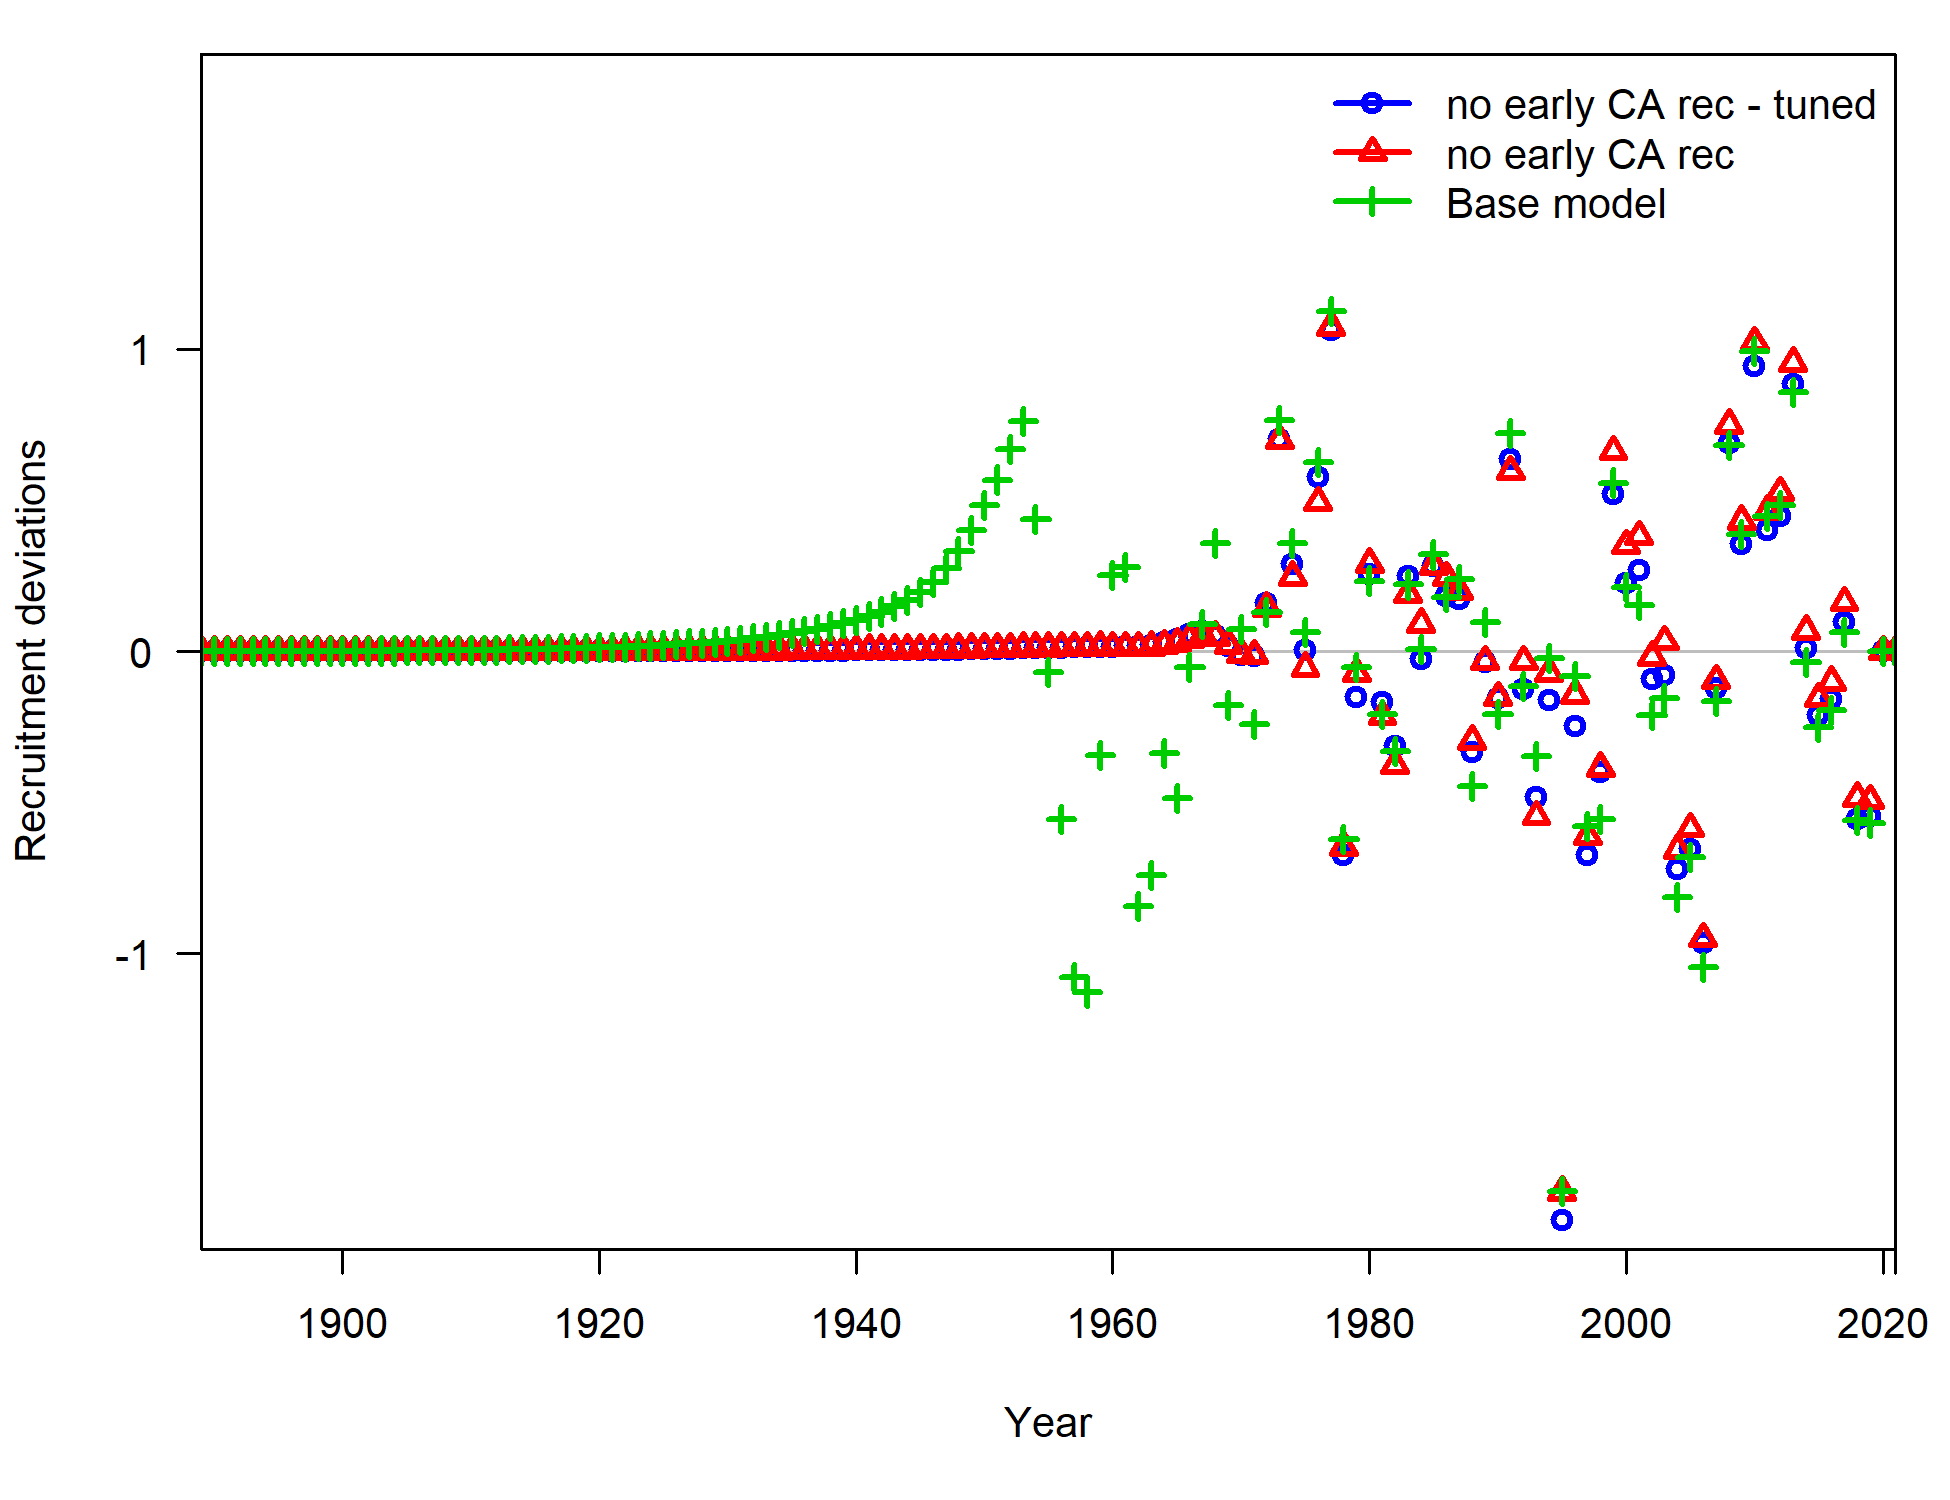 no early CA rec - tuned
no early CA rec
Base model
Recruitment deviations
1
0
-1
1900 1920 1940 1960 1980 2000 2020
Year